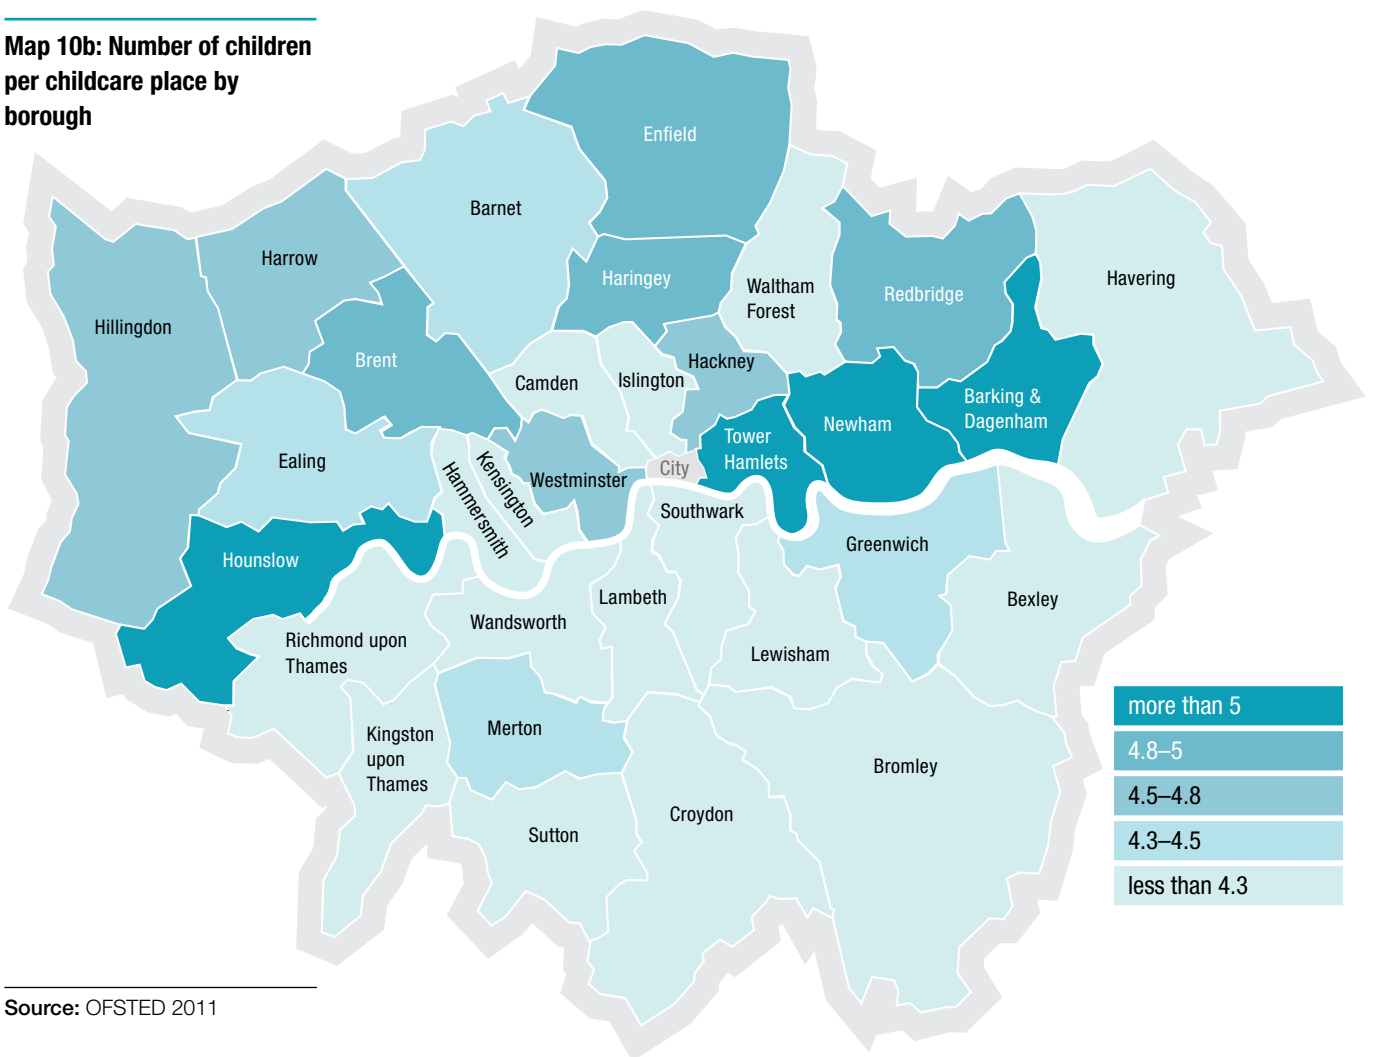 Map 10b: Number of children
per childcare place by
borough
Enfield
Barnet
Harrow
Haringey
Waltham
Forest
Redbridge
Havering
Hillingdon
Brent
Hackney
Camden
Islington
Barking &
Dagenham
Newham
Tower
Hamlets
Ealing
Kensington
Hammersmith
Westminster
City
Southwark
Greenwich
Hounslow
Lambeth
Bexley
Wandsworth
Richmond upon
Thames
Lewisham
Merton
Kingston
upon
Thames
Bromley
Croydon
Sutton
more than 5
4.8–5
4.5–4.8
4.3–4.5
less than 4.3
Source: OFSTED 2011